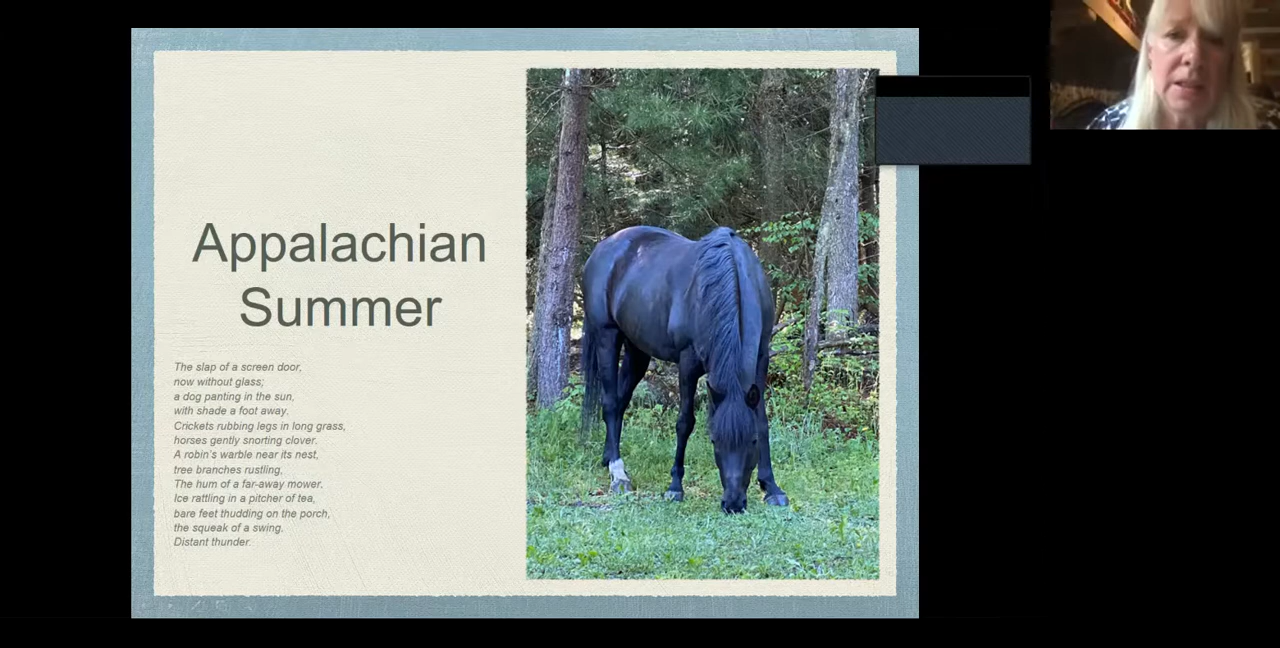 Appalachian
Summer
The slap of a screen door,
now without glass;
a dog panting in the sun,
with shade a foot away.
Crickets rubbing legs in long grass,
horses gently snorting clover.
A robin's warble near its nest,
tree branches rustling.
The hum of a far-away mower.
Ice rattling in a pitcher of tea,
bare feet thudding on the porch,
the squeak of a swing.
Distant thunder.